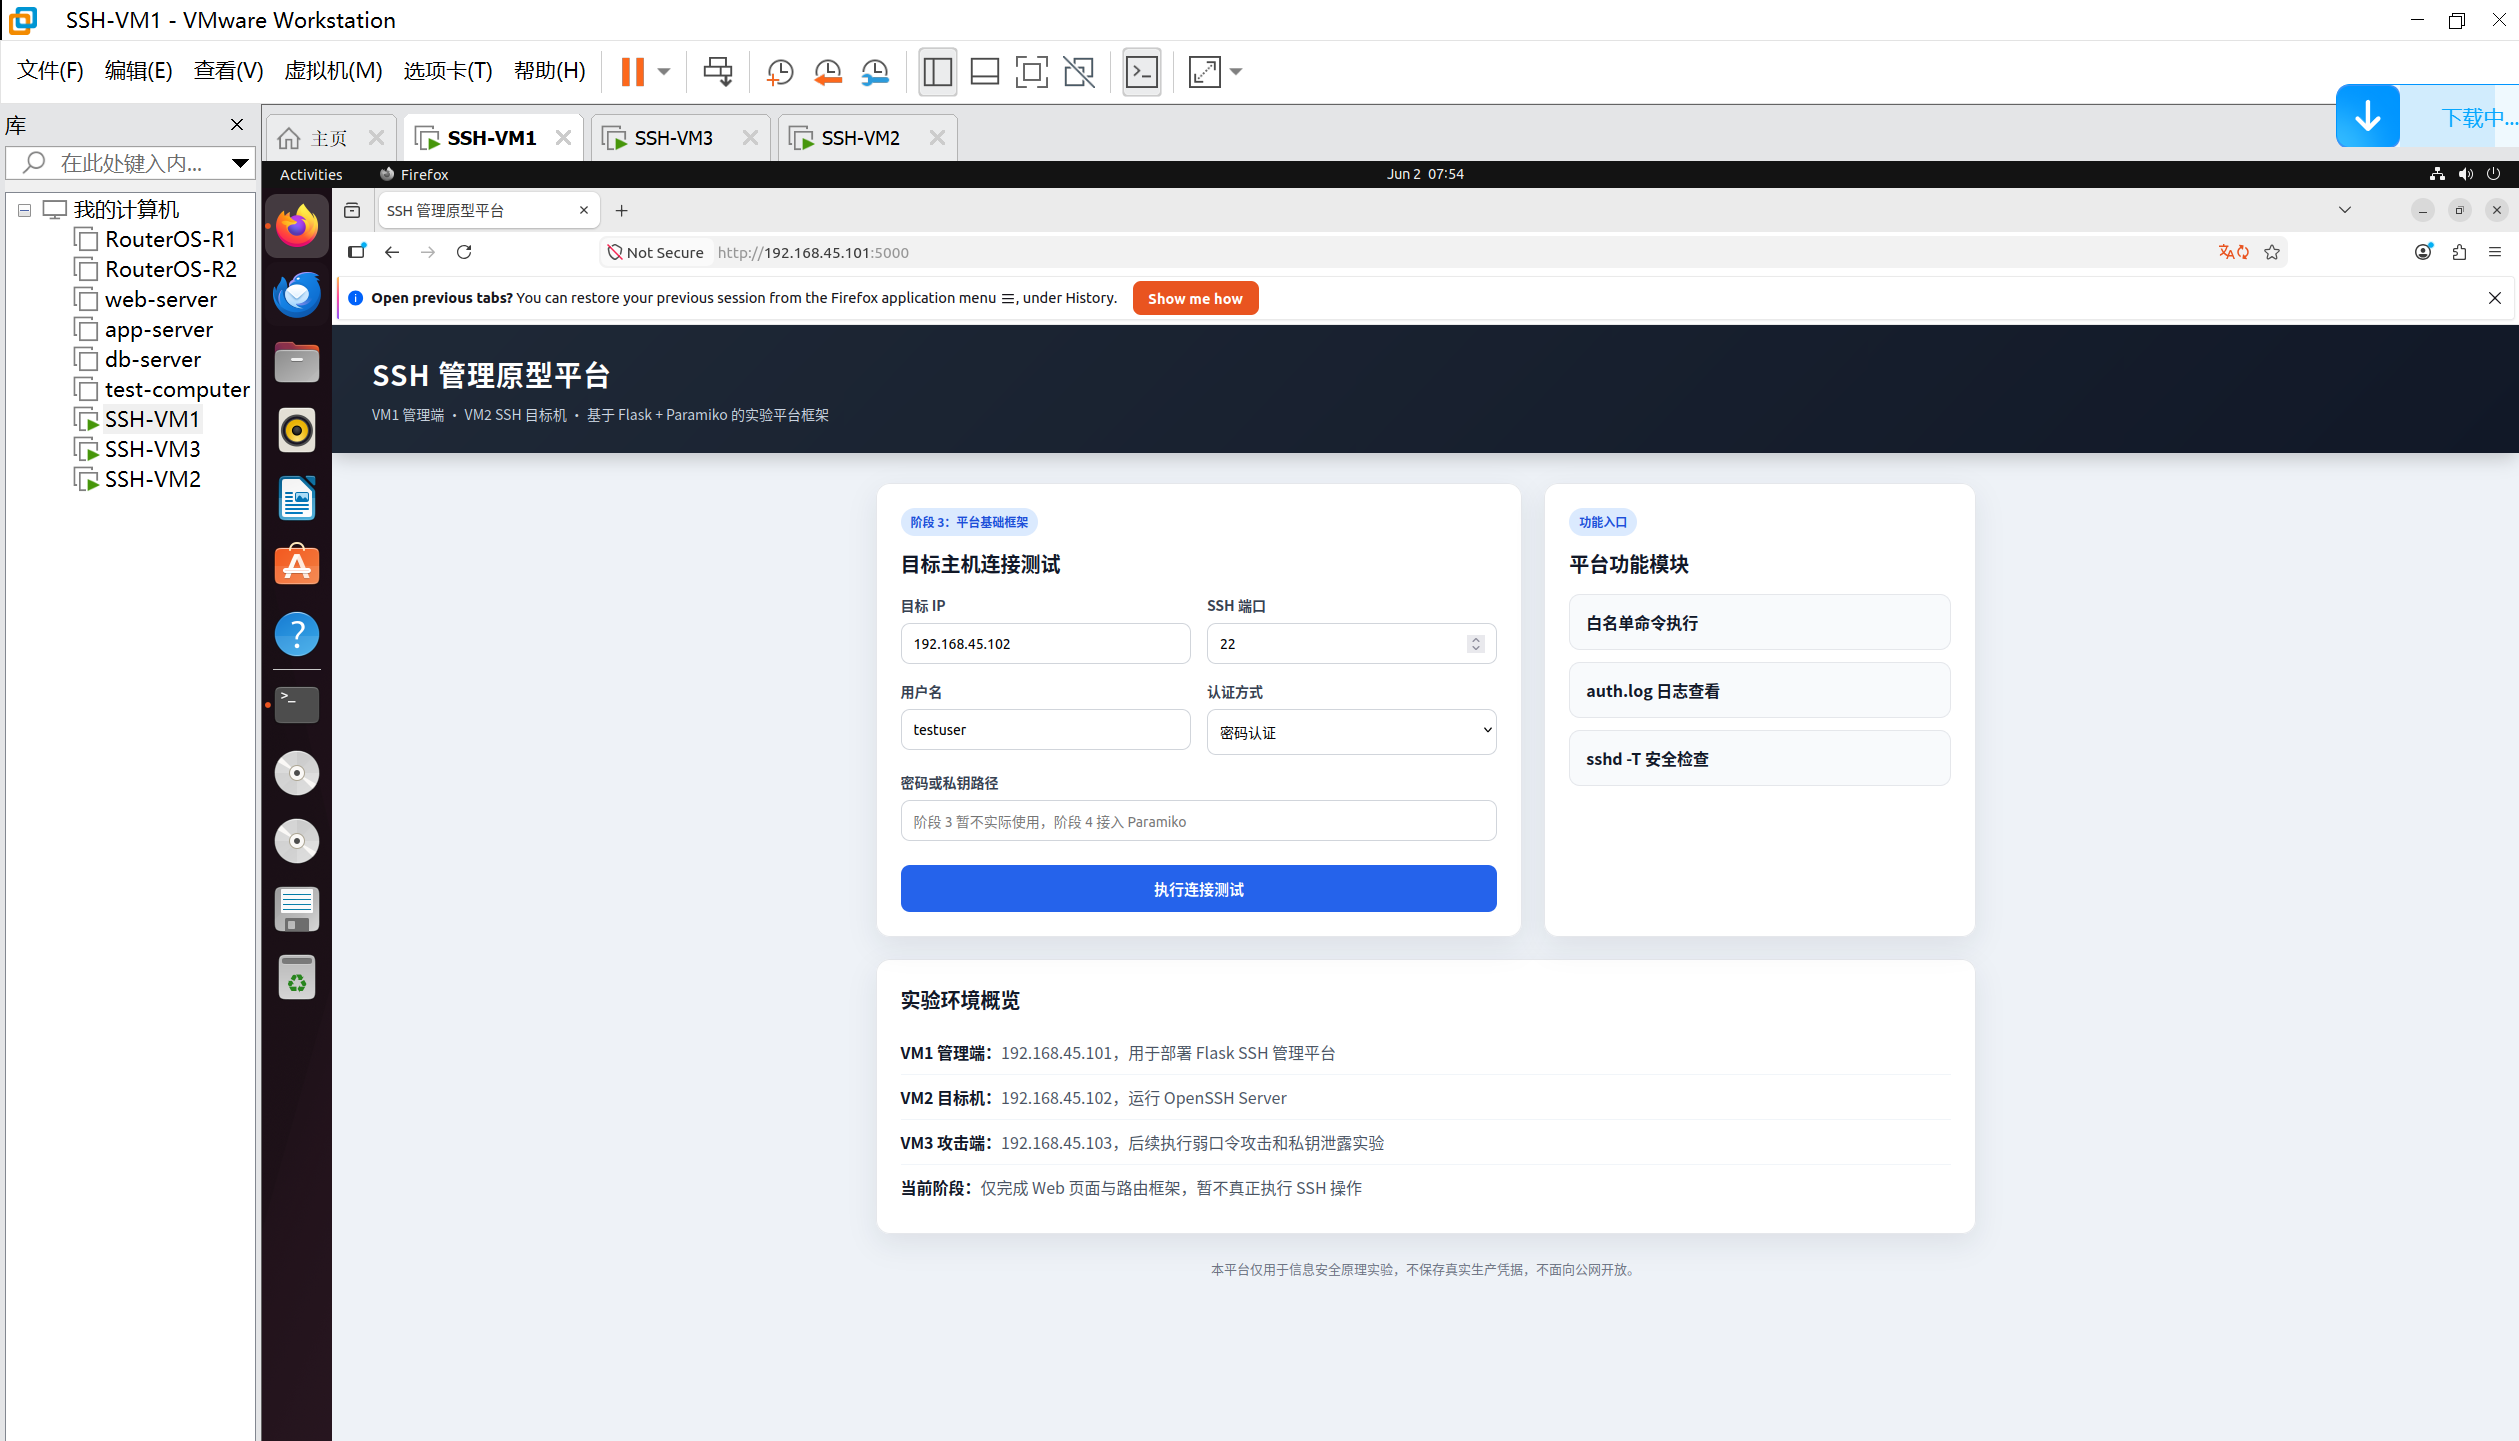 SSH-VM1 - VMware Workstation
文件(F) 编辑(E) 查看(V) 虚拟机(M) 选项卡(T) 帮助(H)
下载中...
库
在此处键入内...
我的计算机
RouterOS-R1
RouterOS-R2
web-server
app-server
db-server
test-computer
SSH-VM1
SSH-VM3
SSH-VM2
主页 SSH-VM1 SSH-VM3 SSH-VM2
Activities Firefox Jun 2 07:54
SSH 管理原型平台
Not Secure http://192.168.45.101:5000
Open previous tabs? You can restore your previous session from the Firefox application menu ☰, under History. Show me how
SSH 管理原型平台
VM1 管理端 · VM2 SSH 目标机 · 基于 Flask + Paramiko 的实验平台框架
阶段 3：平台基础框架
目标主机连接测试
目标 IP SSH 端口
192.168.45.102 22
用户名 认证方式
testuser 密码认证
密码或私钥路径
阶段 3 暂不实际使用，阶段 4 接入 Paramiko
执行连接测试
功能入口
平台功能模块
白名单命令执行
auth.log 日志查看
sshd -T 安全检查
实验环境概览
VM1 管理端：192.168.45.101，用于部署 Flask SSH 管理平台
VM2 目标机：192.168.45.102，运行 OpenSSH Server
VM3 攻击端：192.168.45.103，后续执行弱口令攻击和私钥泄露实验
当前阶段：仅完成 Web 页面与路由框架，暂不真正执行 SSH 操作
本平台仅用于信息安全原理实验，不保存真实生产凭据，不面向公网开放。